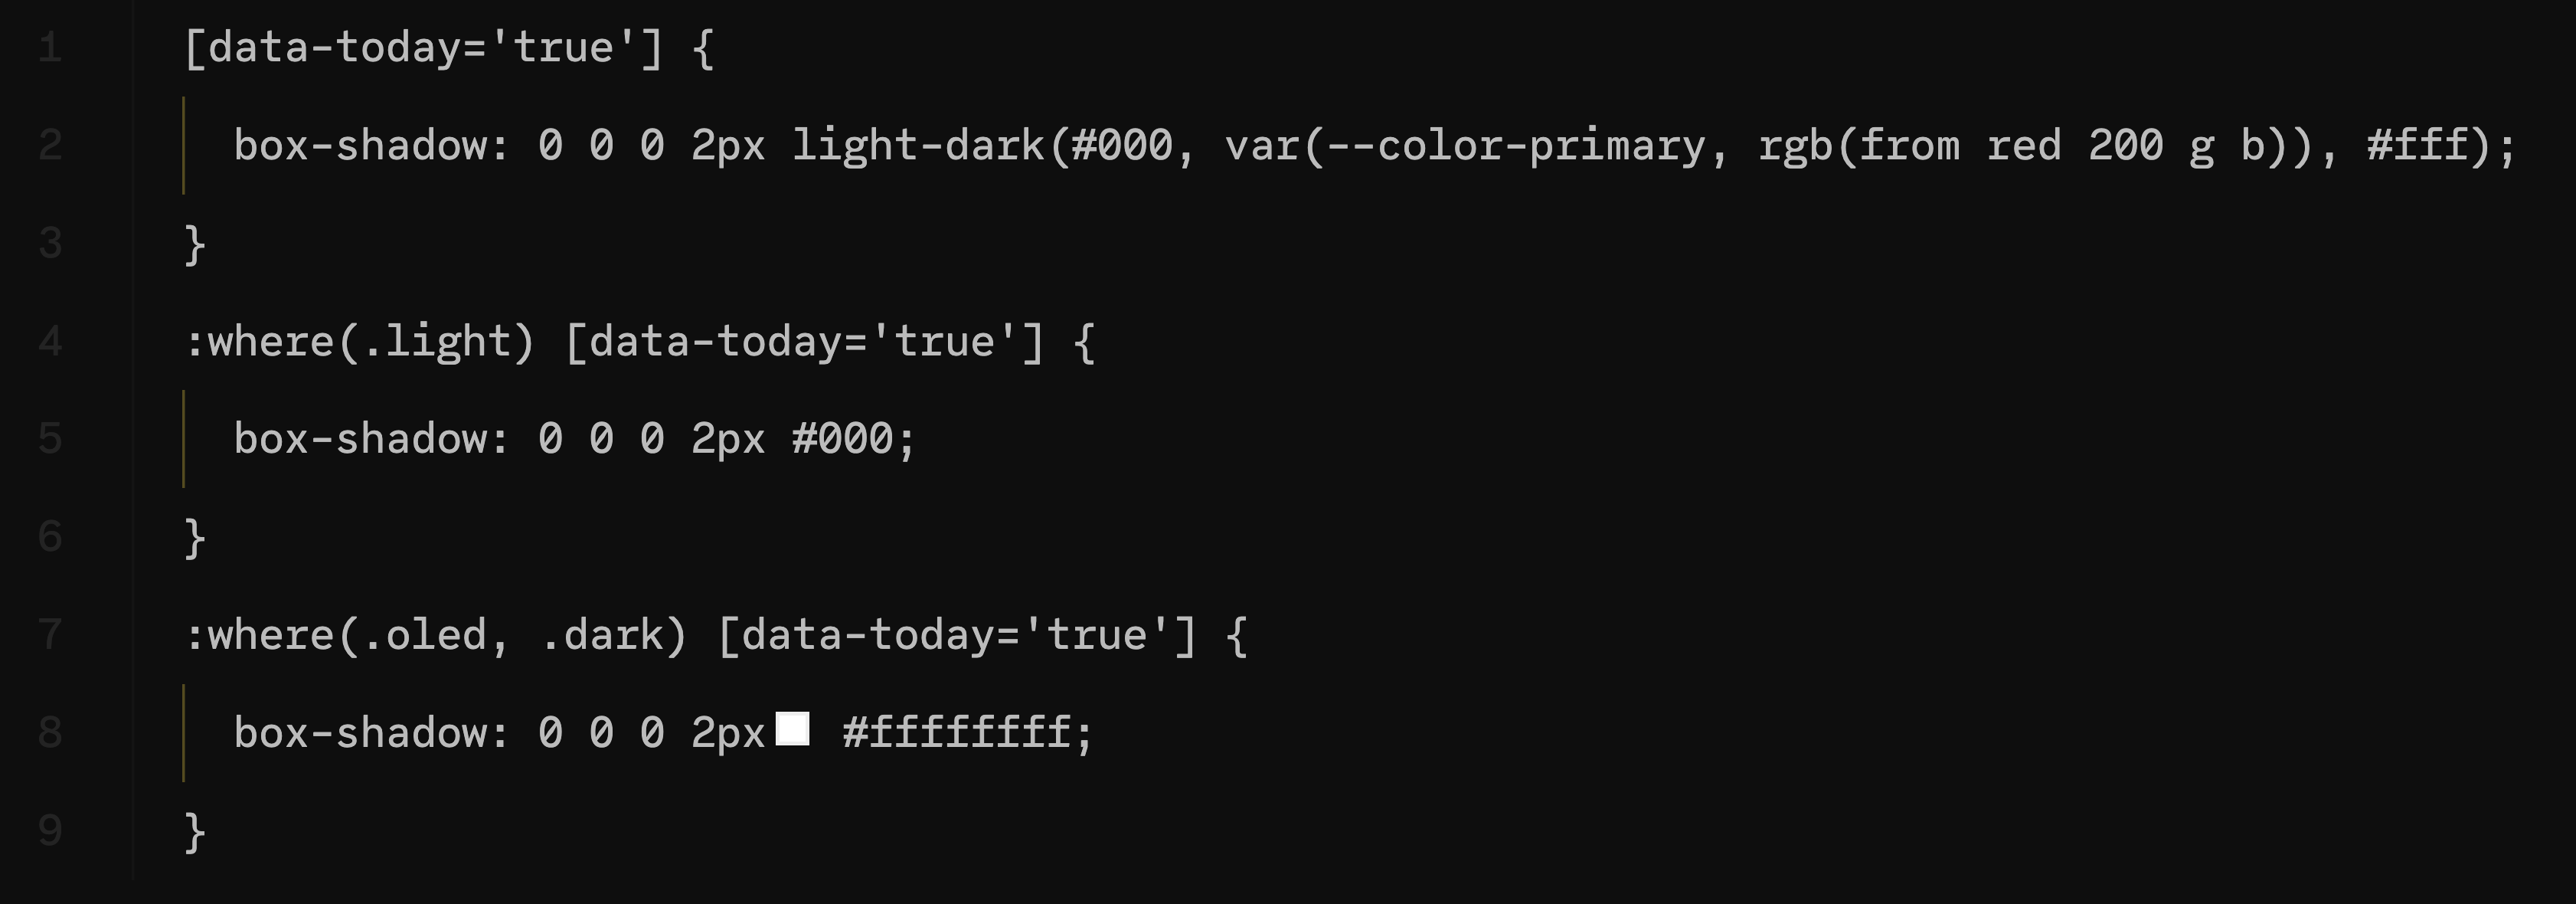 1 [data-today='true'] {
2 box-shadow: 0 0 0 2px light-dark(#000, var(--color-primary, rgb(from red 200 g b)), #fff);
3 }
4 :where(.light) [data-today='true'] {
5 box-shadow: 0 0 0 2px #000;
6 }
7 :where(.oled, .dark) [data-today='true'] {
8 box-shadow: 0 0 0 2px #ffffffff;
9 }